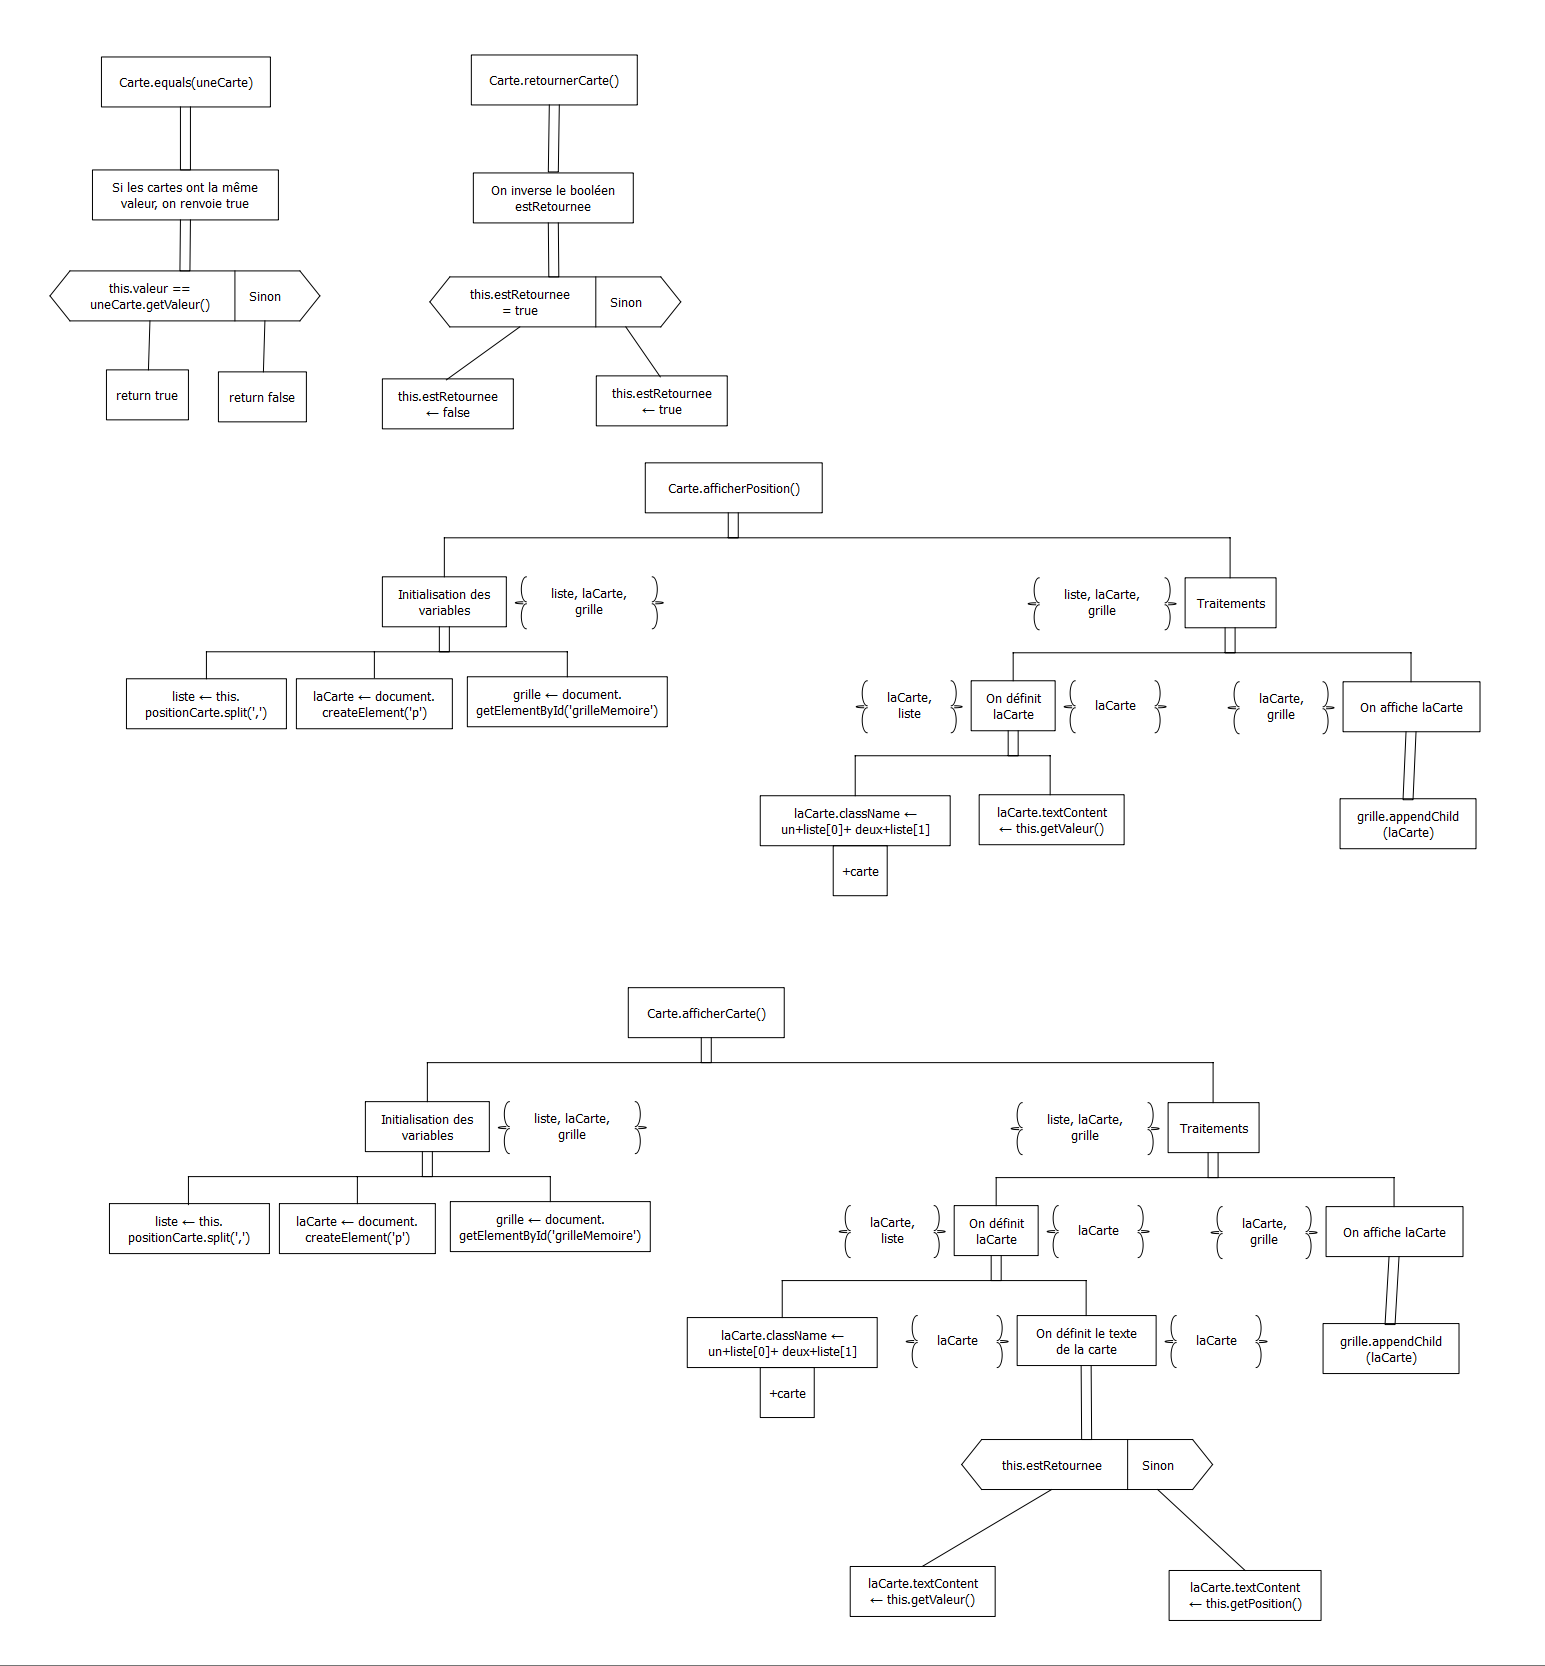 Carte.equals(uneCarte)
Si les cartes ont la même
valeur, on renvoie true
this.valeur ==
uneCarte.getValeur()
Sinon
return true
return false
Carte.retournerCarte()
On inverse le booléen
estRetournee
this.estRetournee
= true
Sinon
this.estRetournee
← false
this.estRetournee
← true
Carte.afficherPosition()
Initialisation des
variables
liste, laCarte,
grille
liste ← this.
positionCarte.split(',')
laCarte ← document.
createElement('p')
grille ← document.
getElementById('grilleMemoire')
liste, laCarte,
grille
Traitements
laCarte,
liste
On définit
laCarte
laCarte
laCarte.className ←
un+liste[0]+ deux+liste[1]
+carte
laCarte.textContent
← this.getValeur()
laCarte,
grille
On affiche laCarte
grille.appendChild
(laCarte)
Carte.afficherCarte()
Initialisation des
variables
liste, laCarte,
grille
liste ← this.
positionCarte.split(',')
laCarte ← document.
createElement('p')
grille ← document.
getElementById('grilleMemoire')
liste, laCarte,
grille
Traitements
laCarte,
liste
On définit
laCarte
laCarte
laCarte.className ←
un+liste[0]+ deux+liste[1]
+carte
laCarte
On définit le texte
de la carte
laCarte
this.estRetournee
Sinon
laCarte.textContent
← this.getValeur()
laCarte.textContent
← this.getPosition()
laCarte,
grille
On affiche laCarte
grille.appendChild
(laCarte)